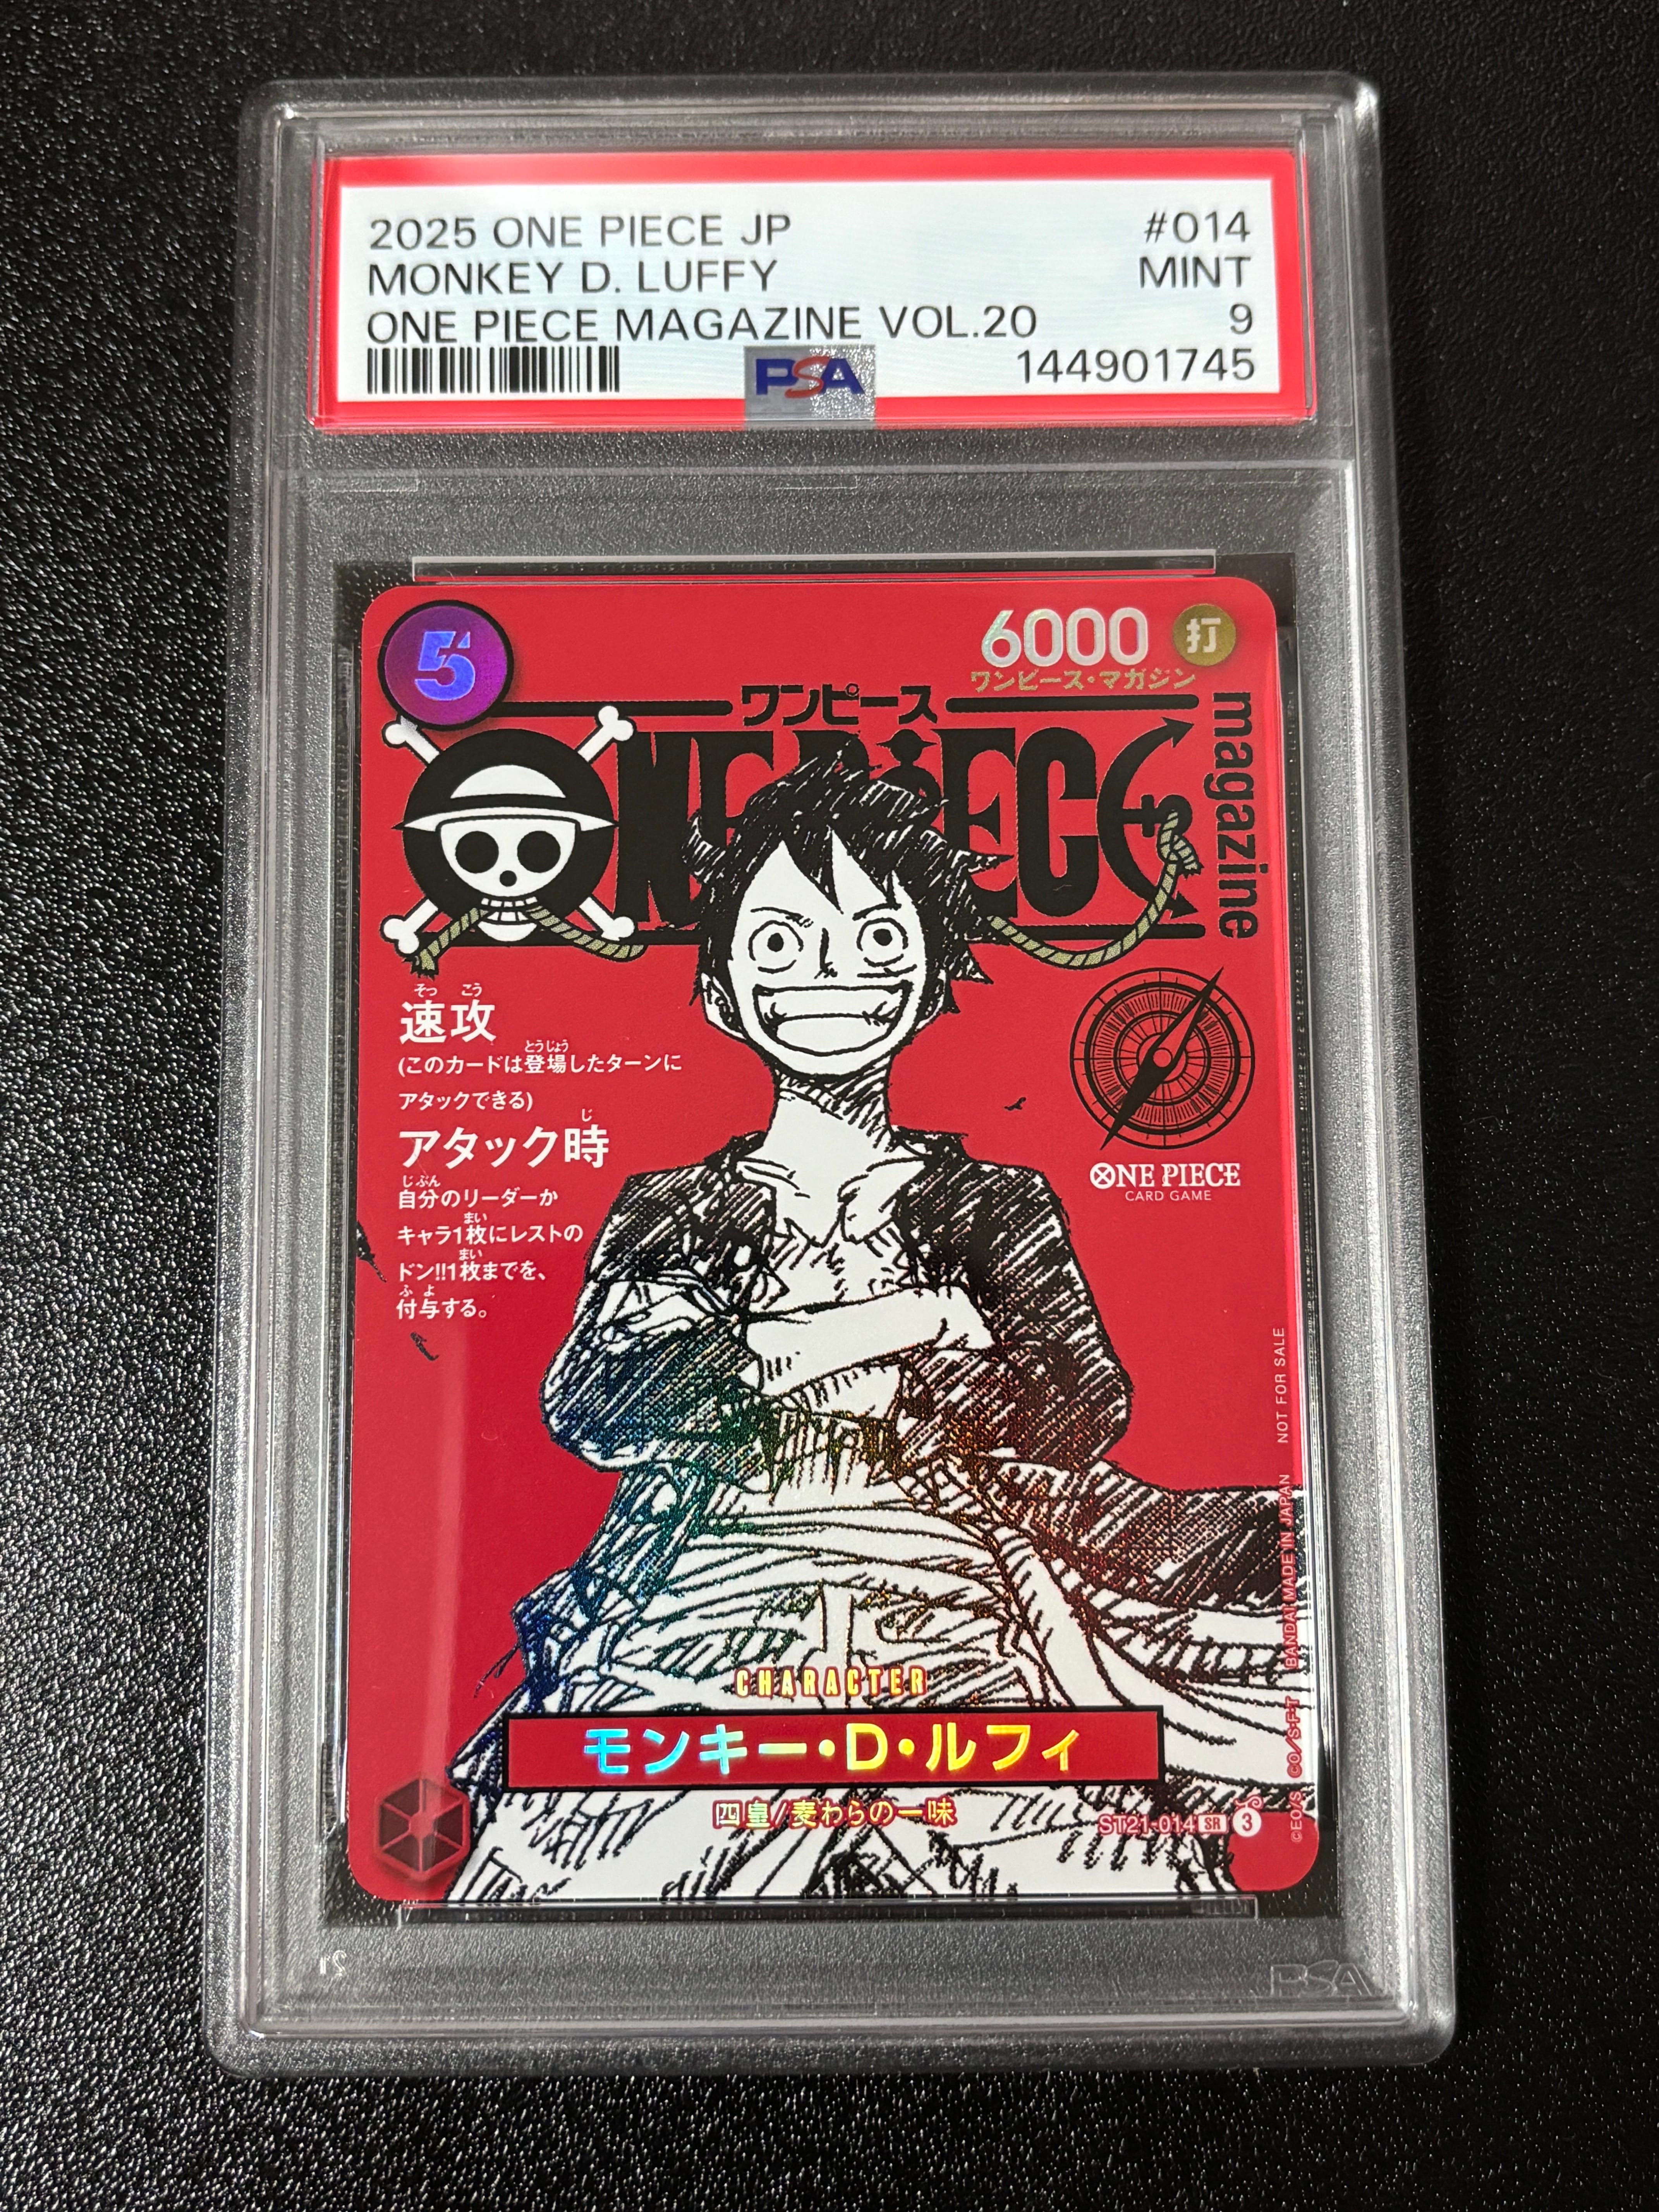 2025 ONE PIECE JP #014
MONKEY D. LUFFY MINT
ONE PIECE MAGAZINE VOL.20 9
PSA 144901745
5
6000 打
ワンピース・マガジン
ワンピース
ONE PIECE
magazine
そっ こう
速攻
とうじょう
(このカードは登場したターンに
アタックできる)
じ
アタック時
じぶん
自分のリーダーか
まい
キャラ1枚にレストの
まい
ドン!!1枚までを、
ふ よ
付与する。
ONE PIECE
CARD GAME
©EO/S CO/S・F・T BANDAI MADE IN JAPAN NOT FOR SALE
CHARACTER
モンキー・D・ルフィ
四皇/麦わらの一味
ST21-014 SR 3
PSA